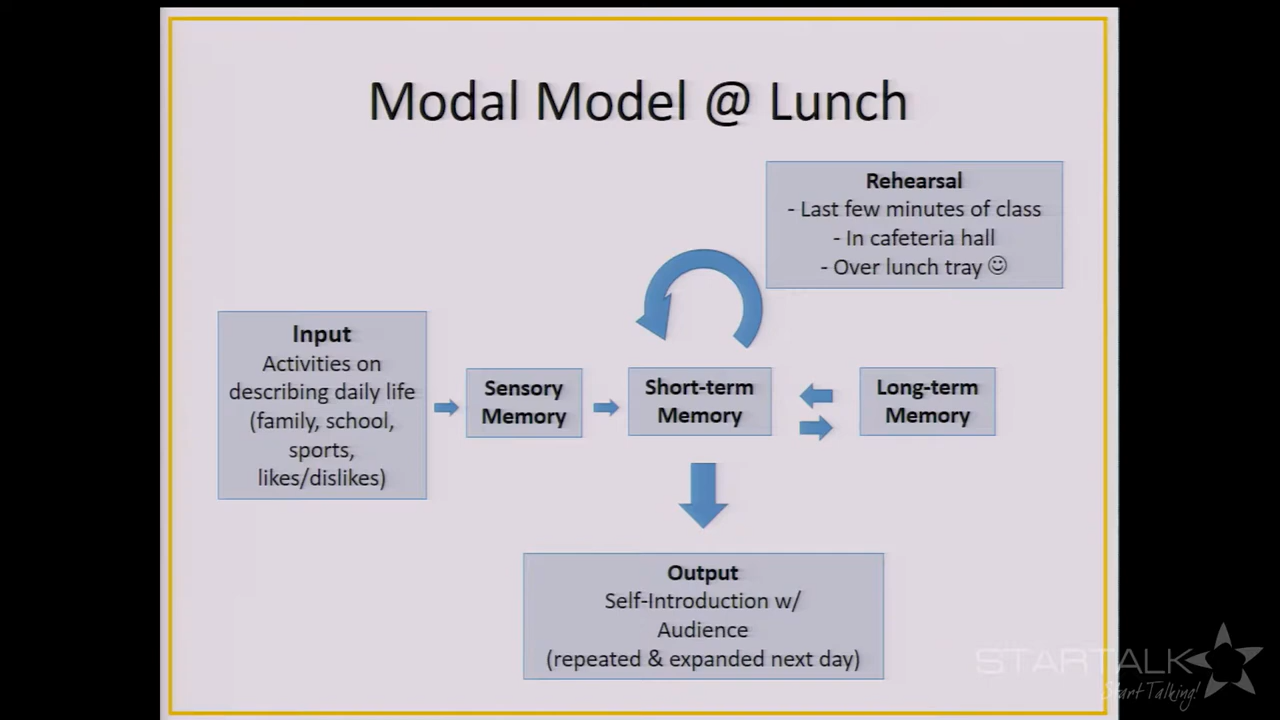 Modal Model @ Lunch
Rehearsal
- Last few minutes of class
- In cafeteria hall
- Over lunch tray ☺
Input
Activities on
describing daily life
(family, school,
sports,
likes/dislikes)
Sensory
Memory
Short-term
Memory
Long-term
Memory
Output
Self-Introduction w/
Audience
(repeated & expanded next day)
STARTALK
Start Talking!